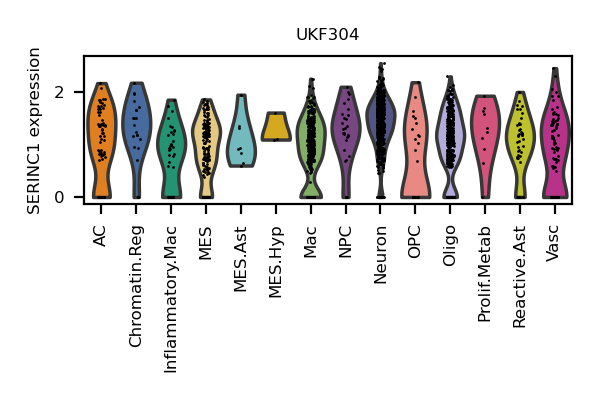 UKF304
SERINC1 expression
2
0
AC
Chromatin.Reg
Inflammatory.Mac
MES
MES.Ast
MES.Hyp
Mac
NPC
Neuron
OPC
Oligo
Prolif.Metab
Reactive.Ast
Vasc